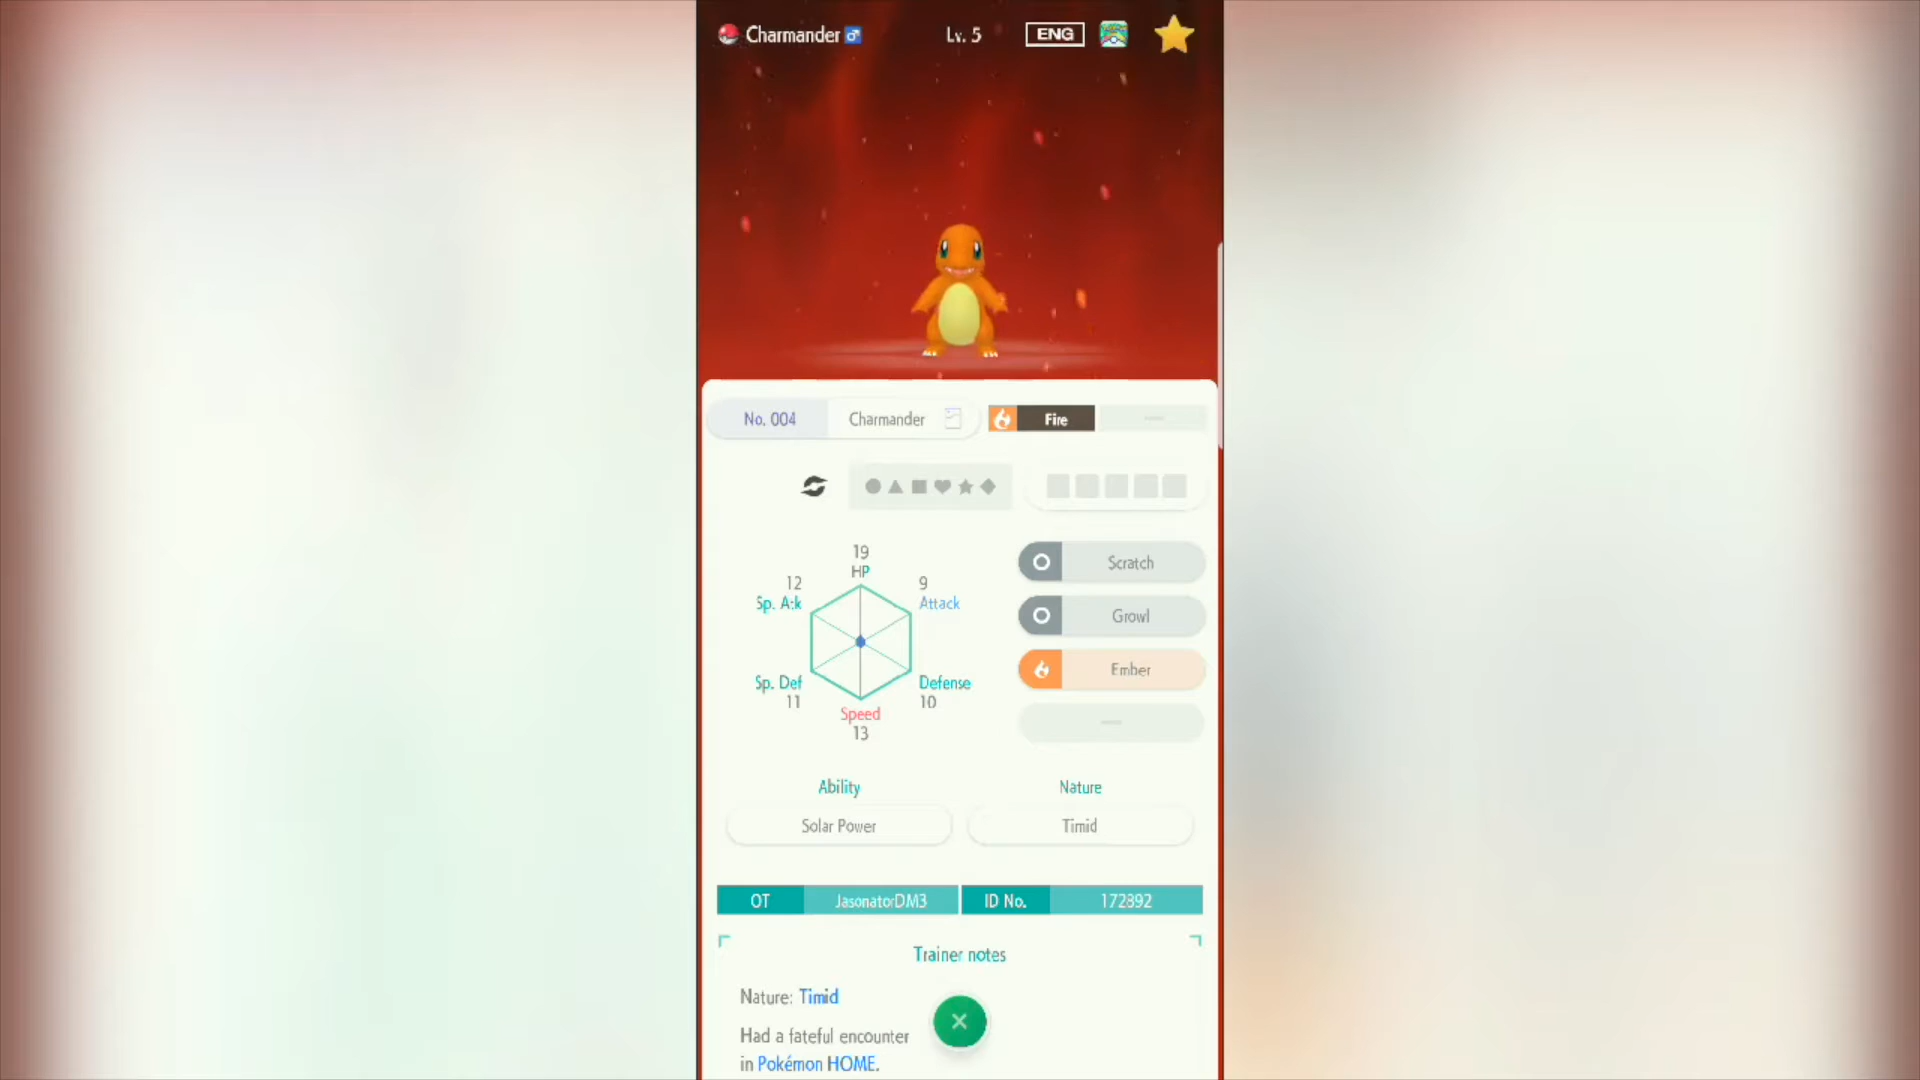 Charmander
Lv. 5
ENG
No. 004
Charmander
Fire
19
HP
12
Sp. Atk
9
Attack
Sp. Def
11
Defense
10
Speed
13
Scratch
Growl
Ember
Ability
Nature
Solar Power
Timid
OT
JasonatorDM3
ID No.
172892
Trainer notes
Nature: Timid
Had a fateful encounter
in Pokémon HOME.